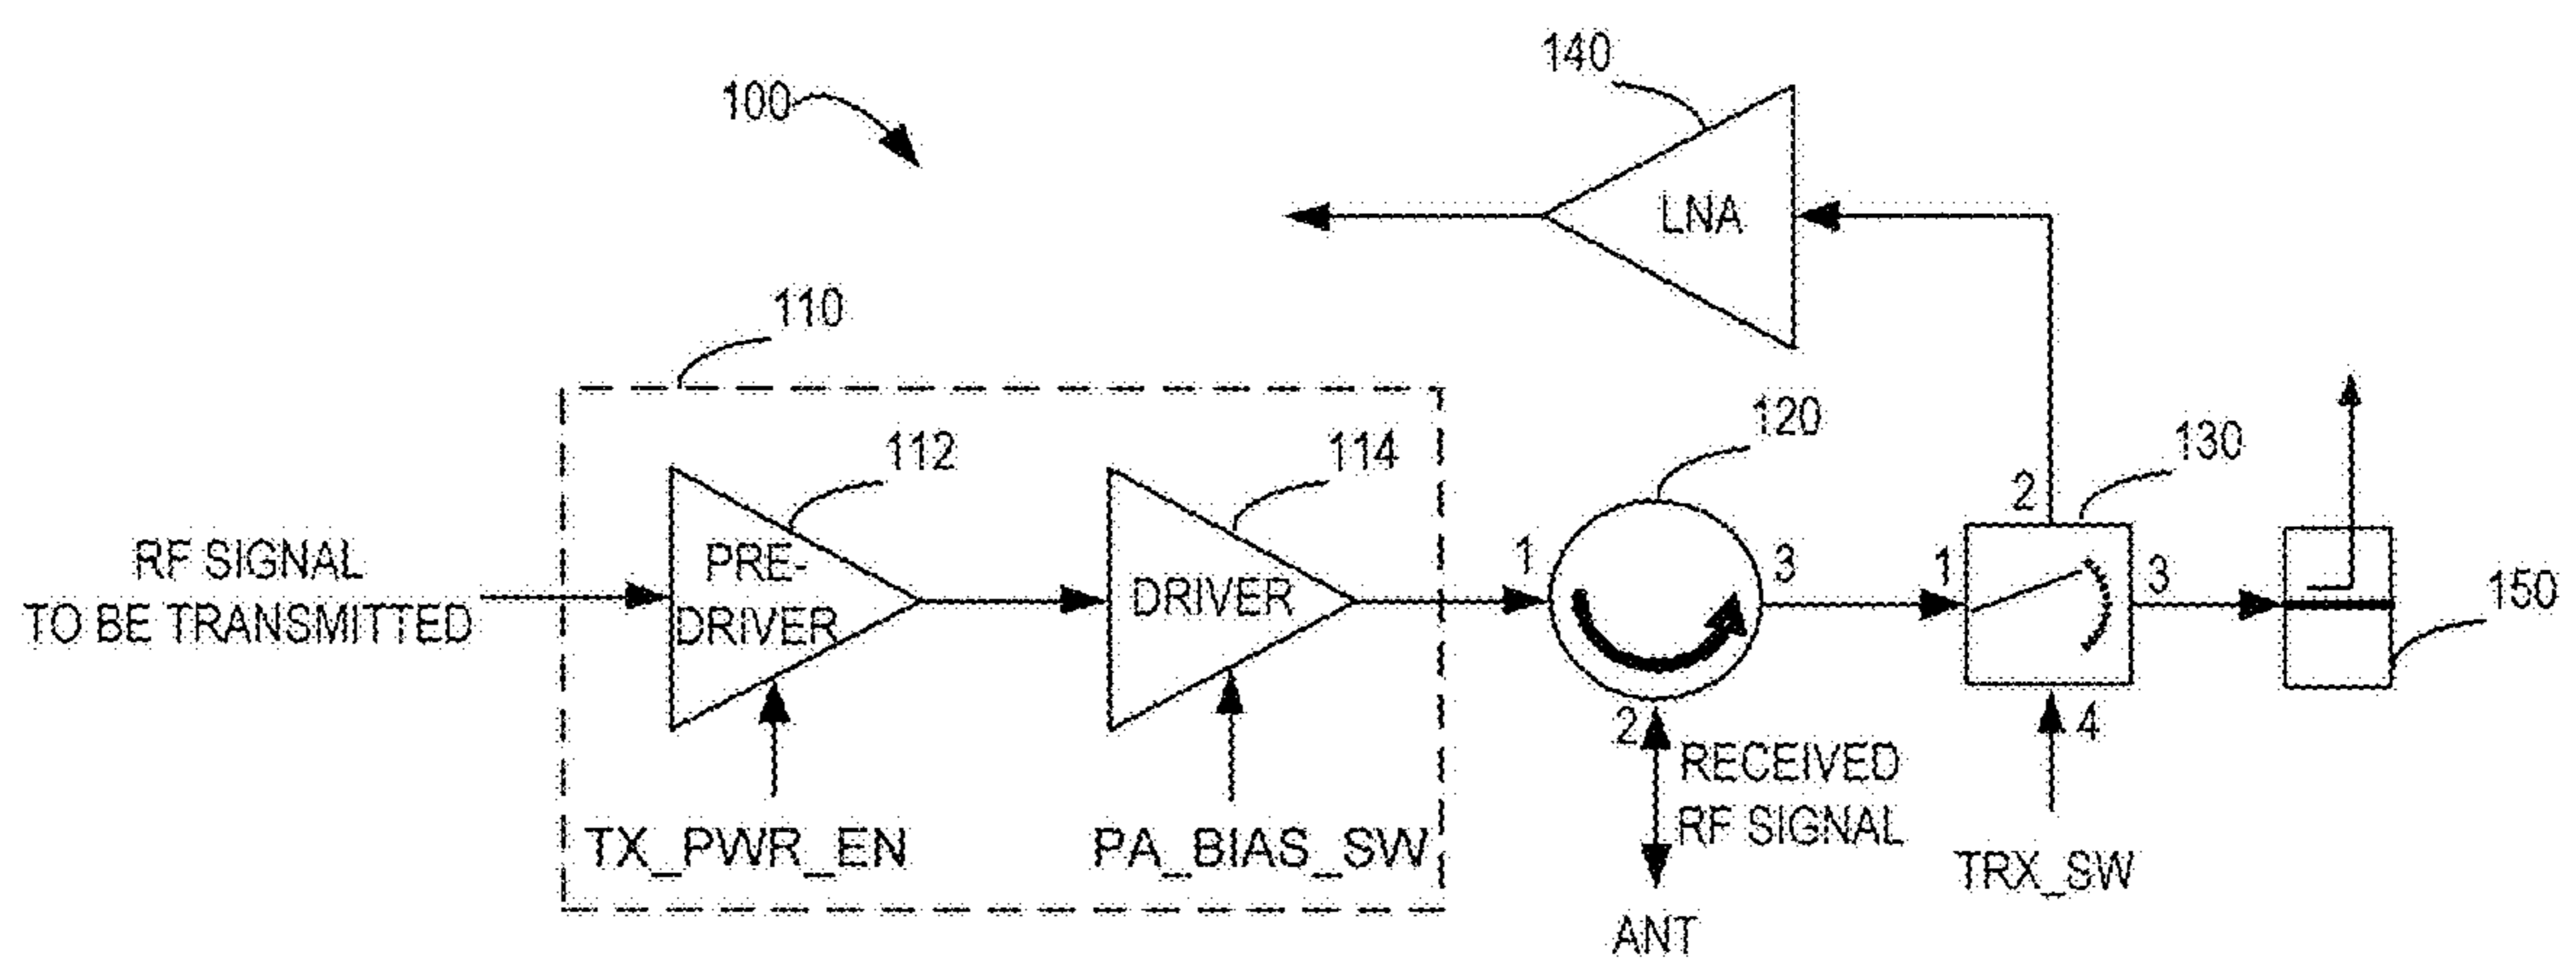 140
100
LNA
110
120
112
114
130
2
RF SIGNAL
TO BE TRANSMITTED
PRE-
DRIVER
DRIVER
1
3
1
3
150
2
4
RECEIVED
RF SIGNAL
TX_PWR_EN
PA_BIAS_SW
TRX_SW
ANT